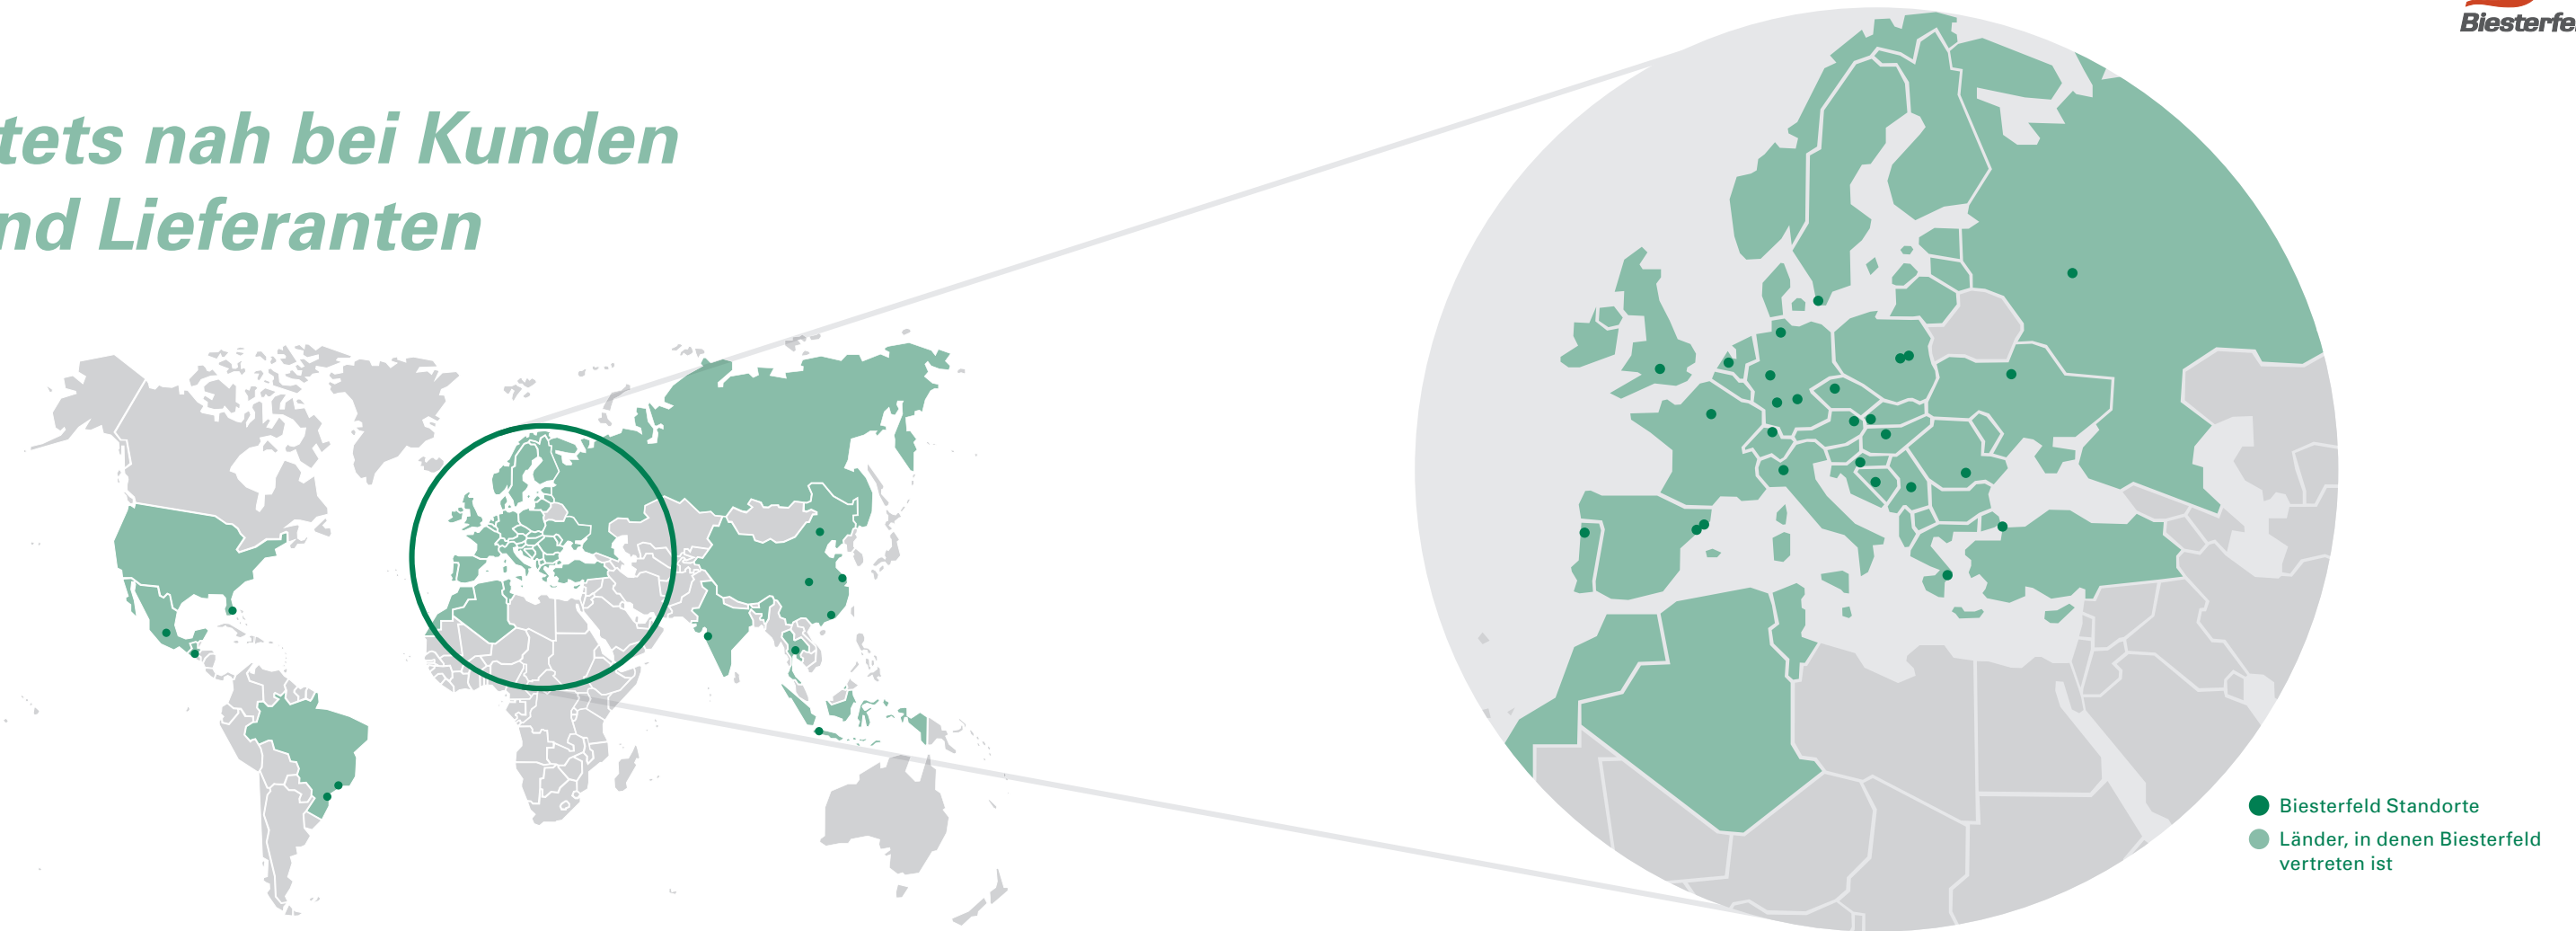 Biesterfe
tets nah bei Kunden
nd Lieferanten
Biesterfeld Standorte
Länder, in denen Biesterfeld
vertreten ist